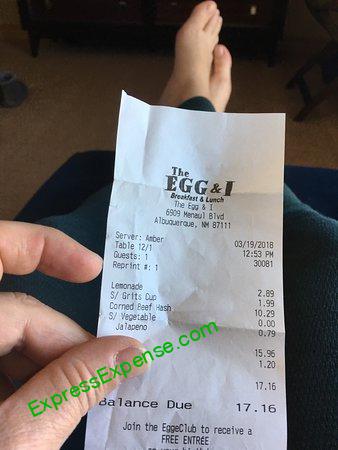 The
EGG & I
Breakfast & Lunch
The Egg & I
6909 Menaul Blvd
Albuquerque, NM 87111
Server: Amber 03/19/2018
Table 12/1 12:53 PM
Guests: 1 30081
Reprint #: 1
Lemonade 2.89
S/ Grits Cup 1.99
Corned Beef Hash 10.29
S/ Vegetable 0.00
Jalapeno 0.79
15.96
1.20
17.16
Balance Due 17.16
Join the EggeClub to receive a
FREE ENTRÉE
ExpressExpense.com